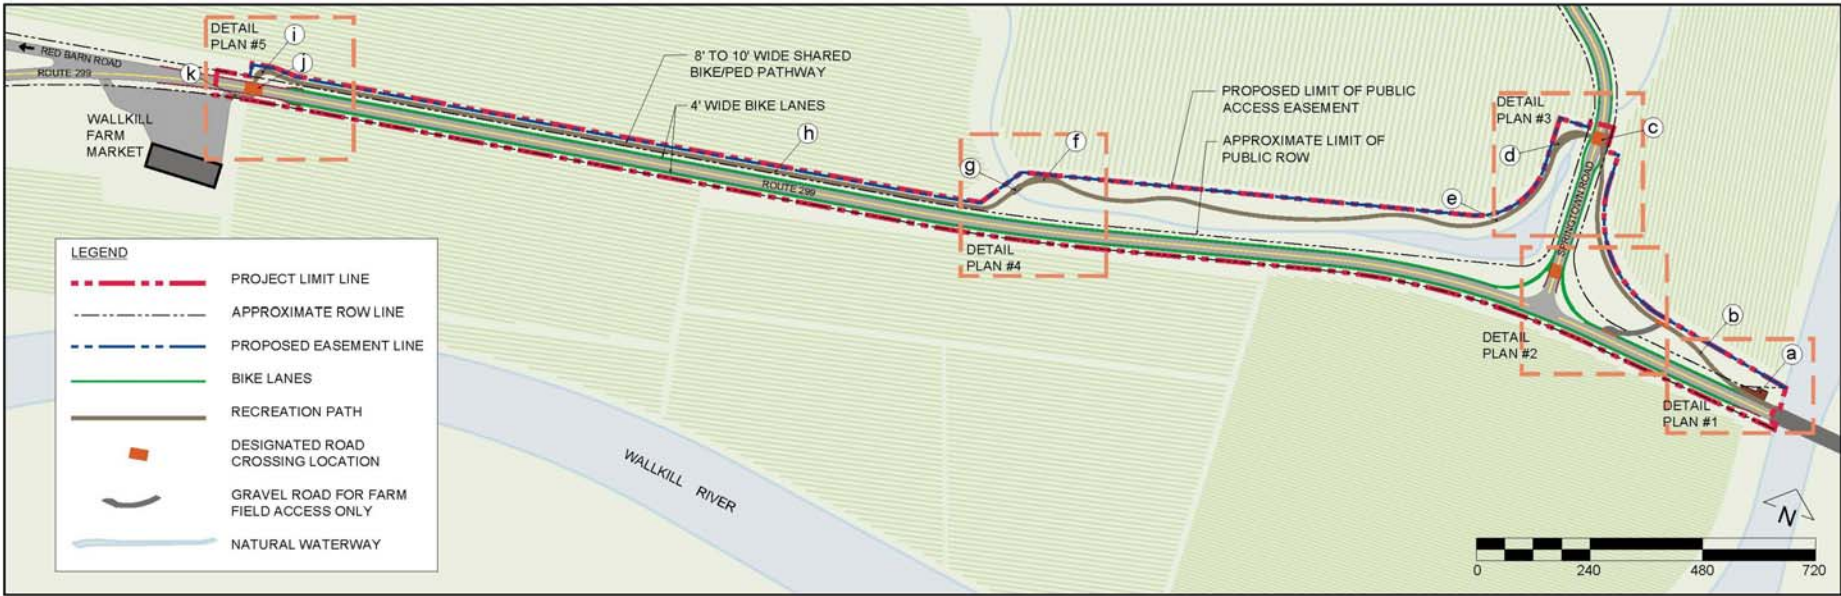 DETAIL
PLAN #5
i
j
k
RED BARN ROAD
ROUTE 299
WALLKILL
FARM
MARKET
8' TO 10' WIDE SHARED
BIKE/PED PATHWAY
4' WIDE BIKE LANES
h
ROUTE 299
g
f
DETAIL
PLAN #4
PROPOSED LIMIT OF PUBLIC
ACCESS EASEMENT
APPROXIMATE LIMIT OF
PUBLIC ROW
e
DETAIL
PLAN #3
d
c
SPRINGTOWN ROAD
DETAIL
PLAN #2
b
a
DETAIL
PLAN #1
LEGEND
PROJECT LIMIT LINE
APPROXIMATE ROW LINE
PROPOSED EASEMENT LINE
BIKE LANES
RECREATION PATH
DESIGNATED ROAD
CROSSING LOCATION
GRAVEL ROAD FOR FARM
FIELD ACCESS ONLY
NATURAL WATERWAY
WALLKILL RIVER
N
0 240 480 720